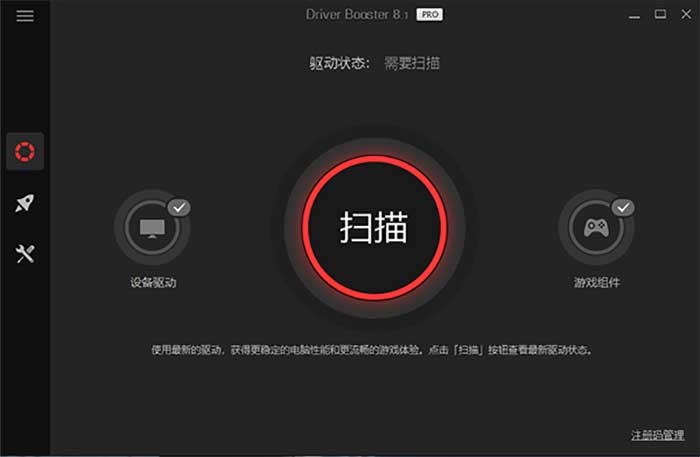 Driver Booster 8.1 PRO
驱动状态： 需要扫描
扫描
设备驱动
游戏组件
使用最新的驱动，获得更稳定的电脑性能和更流畅的游戏体验。点击「扫描」按钮查看最新驱动状态。
注册码管理